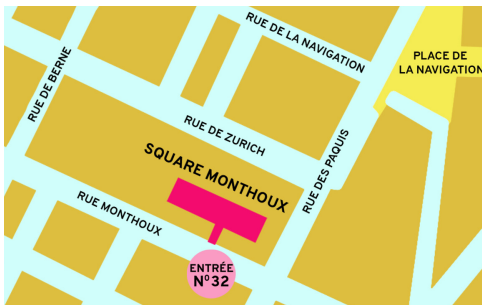 RUE DE LA NAVIGATION
PLACE DE
LA NAVIGATION
RUE DE BERNE
RUE DE ZURICH
SQUARE MONTHOUX
RUE DES PAQUIS
RUE MONTHOUX
ENTRÉE
Nº32